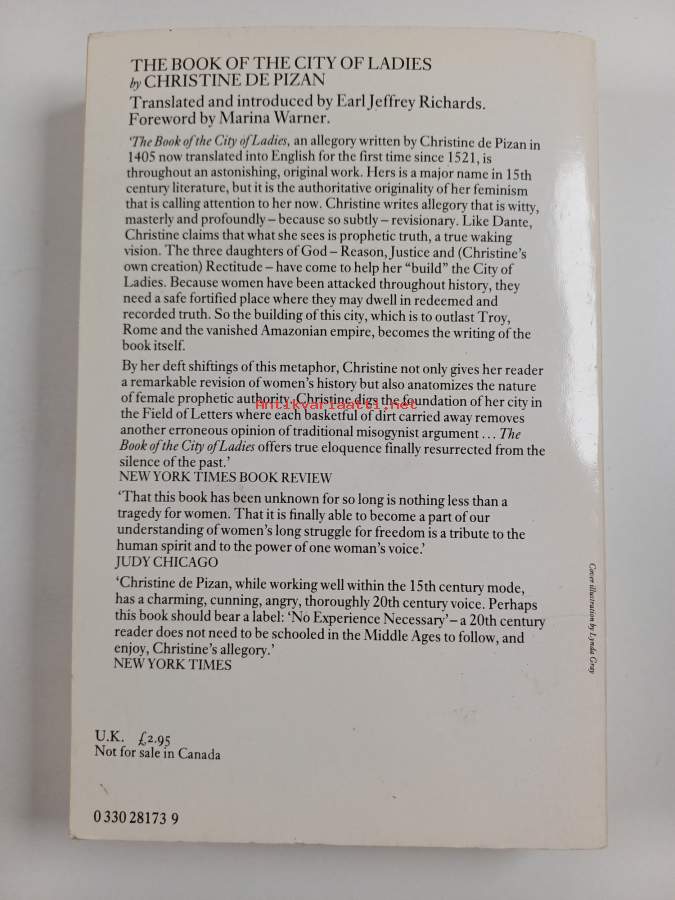 THE BOOK OF THE CITY OF LADIES
by CHRISTINE DE PIZAN
Translated and introduced by Earl Jeffrey Richards.
Foreword by Marina Warner.
'The Book of the City of Ladies, an allegory written by Christine de Pizan in
1405 now translated into English for the first time since 1521, is
throughout an astonishing, original work. Hers is a major name in 15th
century literature, but it is the authoritative originality of her feminism
that is calling attention to her now. Christine writes allegory that is witty,
masterly and profoundly – because so subtly – revisionary. Like Dante,
Christine claims that what she sees is prophetic truth, a true waking
vision. The three daughters of God – Reason, Justice and (Christine's
own creation) Rectitude – have come to help her "build" the City of
Ladies. Because women have been attacked throughout history, they
need a safe fortified place where they may dwell in redeemed and
recorded truth. So the building of this city, which is to outlast Troy,
Rome and the vanished Amazonian empire, becomes the writing of the
book itself.
By her deft shiftings of this metaphor, Christine not only gives her reader
a remarkable revision of women's history but also anatomizes the nature
of female prophetic authority. Christine digs the foundation of her city in
Antikvariaatti.net
the Field of Letters where each basketful of dirt carried away removes
another erroneous opinion of traditional misogynist argument ... The
Book of the City of Ladies offers true eloquence finally resurrected from the
silence of the past.'
NEW YORK TIMES BOOK REVIEW
'That this book has been unknown for so long is nothing less than a
tragedy for women. That it is finally able to become a part of our
understanding of women's long struggle for freedom is a tribute to the
human spirit and to the power of one woman's voice.'
JUDY CHICAGO
'Christine de Pizan, while working well within the 15th century mode,
has a charming, cunning, angry, thoroughly 20th century voice. Perhaps
this book should bear a label: 'No Experience Necessary' – a 20th century
reader does not need to be schooled in the Middle Ages to follow, and
enjoy, Christine's allegory.'
NEW YORK TIMES
Cover illustration by Lynda Gray
U.K. £2.95
Not for sale in Canada
0 330 28173 9